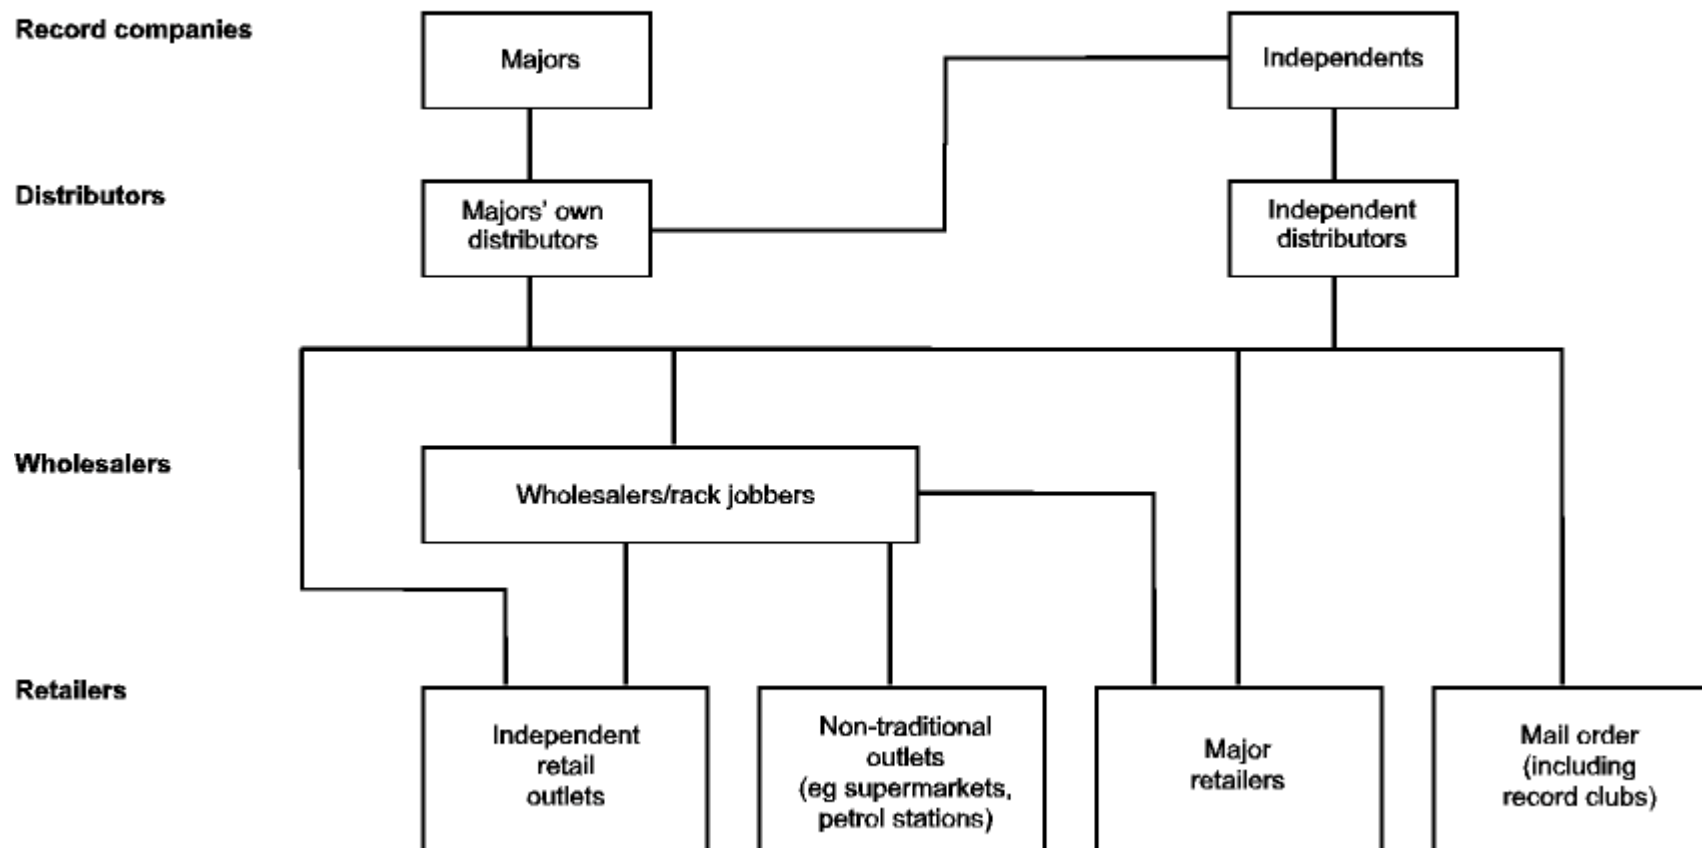 Record companies
Majors
Independents
Distributors
Majors' own
distributors
Independent
distributors
Wholesalers
Wholesalers/rack jobbers
Retailers
Independent
retail
outlets
Non-traditional
outlets
(eg supermarkets,
petrol stations)
Major
retailers
Mail order
(including
record clubs)